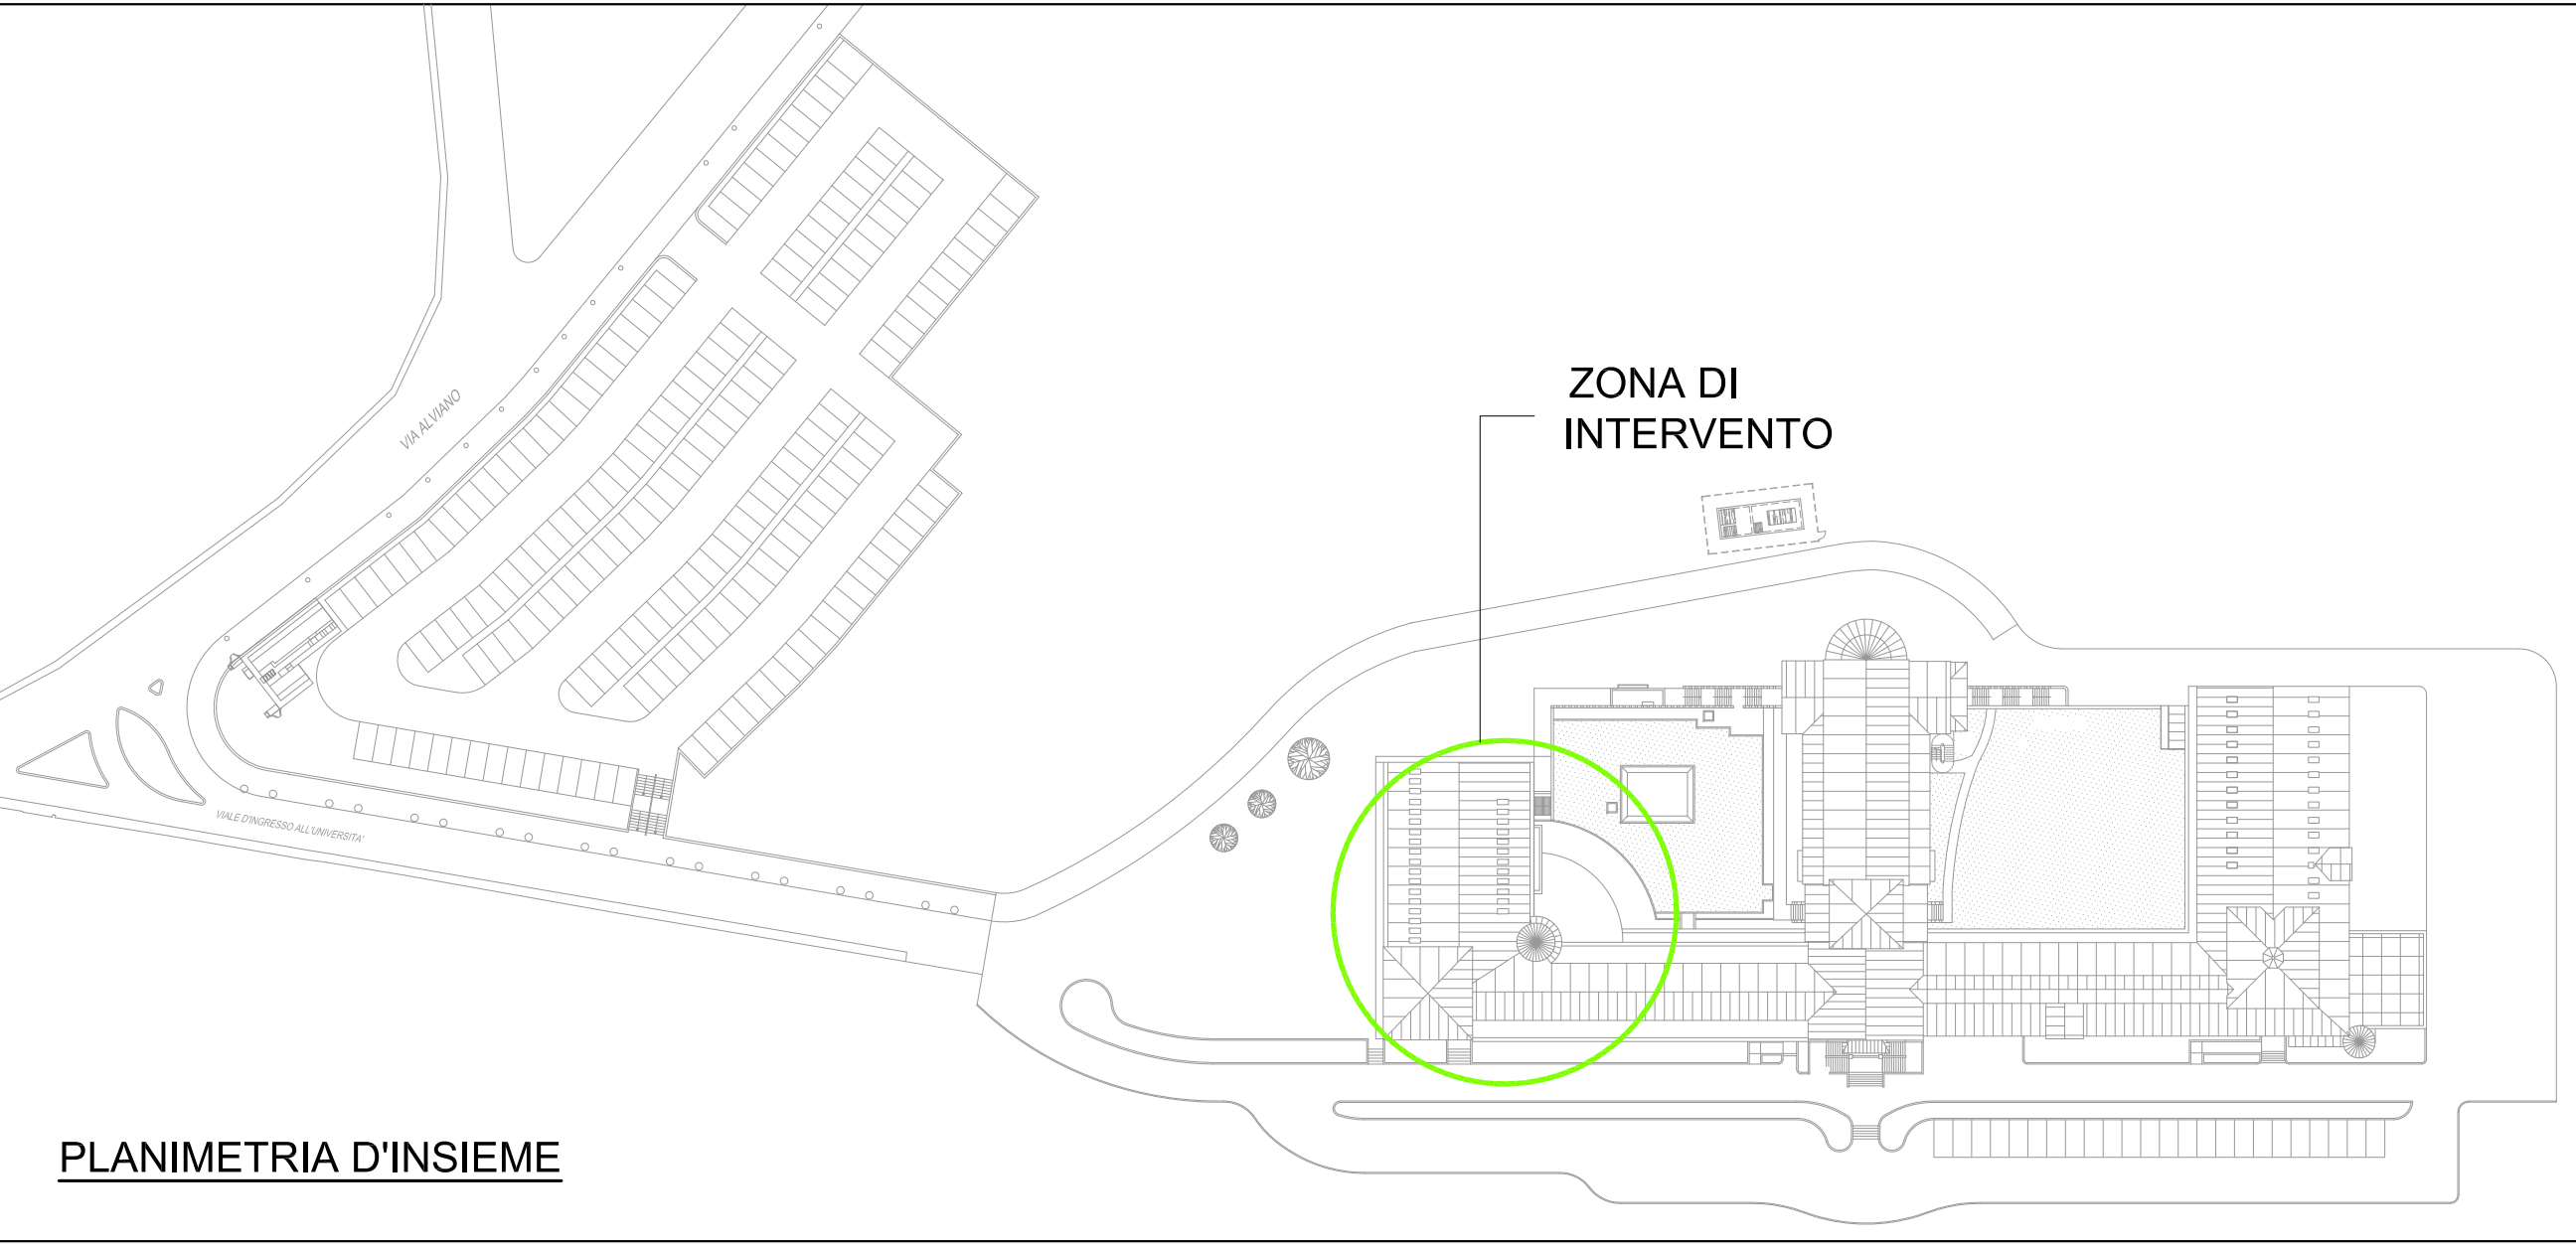 VIA ALVIANO
ZONA DI
INTERVENTO
VIALE D'INGRESSO ALL'UNIVERSITA'
PLANIMETRIA D'INSIEME